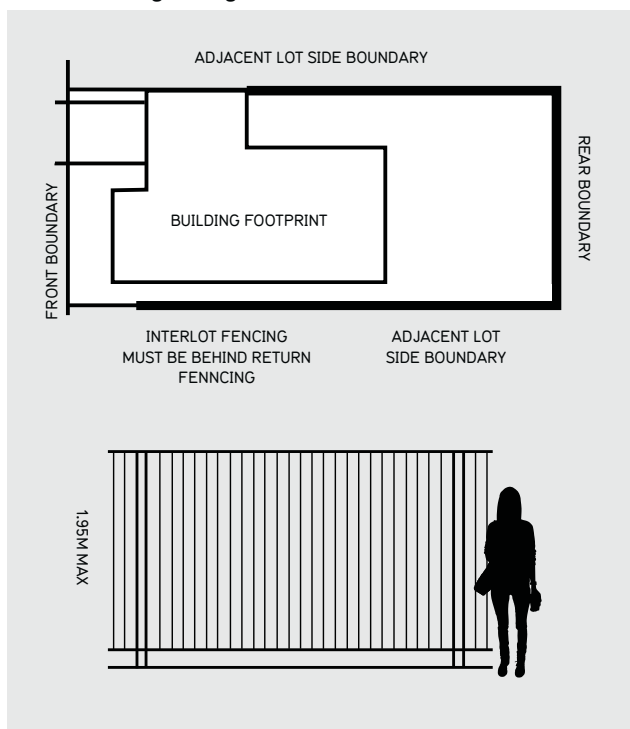 ADJACENT LOT SIDE BOUNDARY
FRONT BOUNDARY
BUILDING FOOTPRINT
REAR BOUNDARY
INTERLOT FENCING
MUST BE BEHIND RETURN
FENNCING
ADJACENT LOT
SIDE BOUNDARY
1.95M MAX